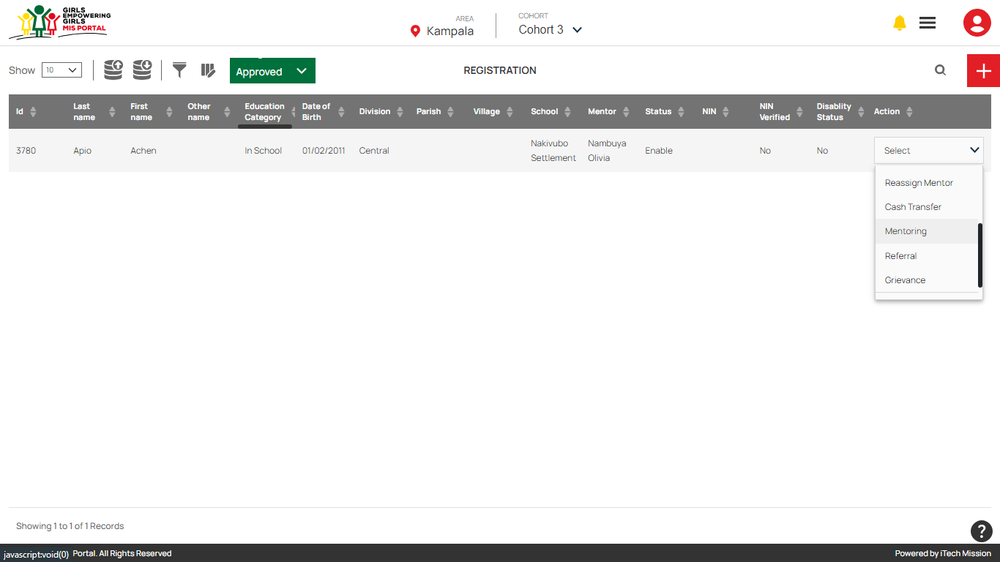 GIRLS
EMPOWERING
GIRLS
MIS PORTAL
AREA
Kampala
COHORT
Cohort 3
Show 10
Approved
REGISTRATION
Id Last name First name Other name Education Category Date of Birth Division Parish Village School Mentor Status NIN NIN Verified Disablity Status Action
3780 Apio Achen In School 01/02/2011 Central Nakivubo Settlement Nambuya Olivia Enable No No Select
Reassign Mentor
Cash Transfer
Mentoring
Referral
Grievance
Showing 1 to 1 of 1 Records
?
javascript:void(0) Portal. All Rights Reserved
Powered by iTech Mission